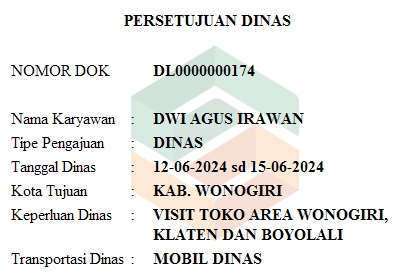 PERSETUJUAN DINAS
NOMOR DOK DL0000000174
Nama Karyawan : DWI AGUS IRAWAN
Tipe Pengajuan : DINAS
Tanggal Dinas : 12-06-2024 sd 15-06-2024
Kota Tujuan : KAB. WONOGIRI
Keperluan Dinas : VISIT TOKO AREA WONOGIRI,
KLATEN DAN BOYOLALI
Transportasi Dinas : MOBIL DINAS